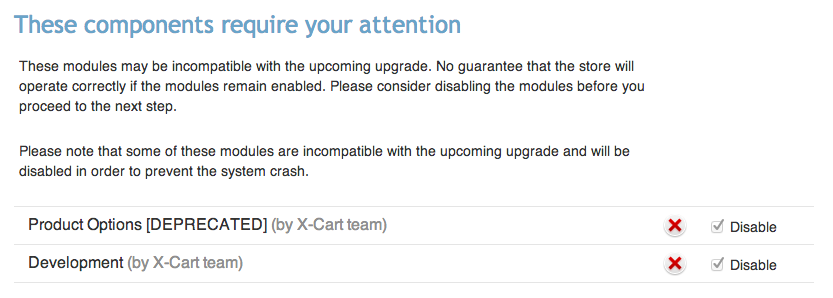 These components require your attention
These modules may be incompatible with the upcoming upgrade. No guarantee that the store will
operate correctly if the modules remain enabled. Please consider disabling the modules before you
proceed to the next step.
Please note that some of these modules are incompatible with the upcoming upgrade and will be
disabled in order to prevent the system crash.
Product Options [DEPRECATED] (by X-Cart team) Disable
Development (by X-Cart team) Disable